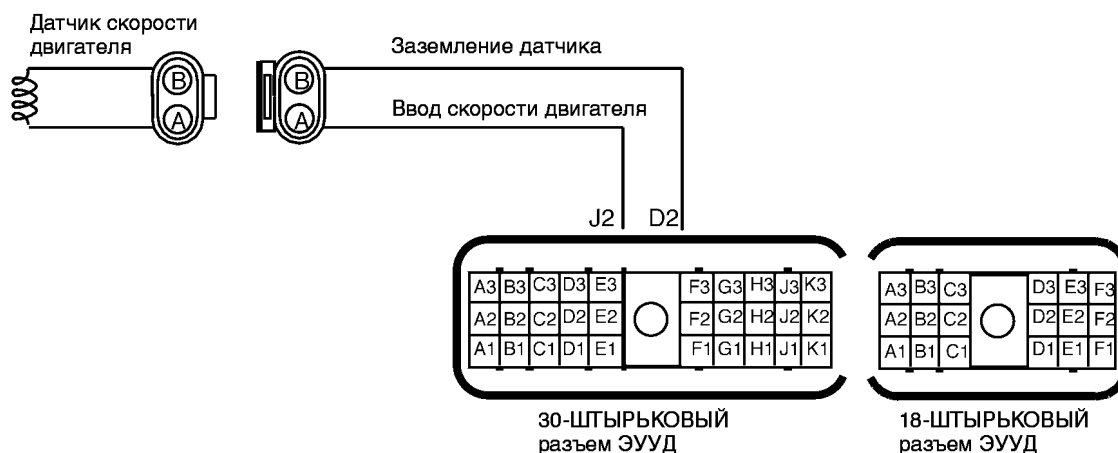 Датчик скорости
двигателя
B
A
B
A
Заземление датчика
Ввод скорости двигателя
J2 D2
A3 B3 C3 D3 E3 F3 G3 H3 J3 K3
A2 B2 C2 D2 E2 F2 G2 H2 J2 K2
A1 B1 C1 D1 E1 F1 G1 H1 J1 K1
A3 B3 C3 D3 E3 F3
A2 B2 C2 D2 E2 F2
A1 B1 C1 D1 E1 F1
30-ШТЫРЬКОВЫЙ
разъем ЭУУД
18-ШТЫРЬКОВЫЙ
разъем ЭУУД